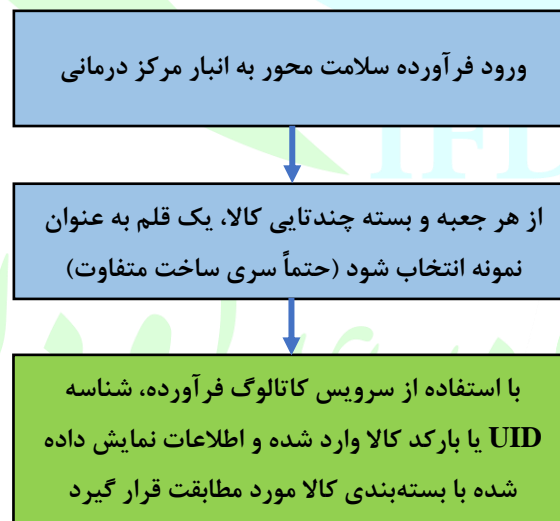 ورود فرآورده سلامت محور به انبار مرکز درمانی
IFD
از هر جعبه و بسته چندتایی کالا، یک قلم به عنوان
نمونه انتخاب شود (حتماً سری ساخت متفاوت)
با استفاده از سرویس کاتالوگ فرآورده، شناسه
UID یا بارکد کالا وارد شده و اطلاعات نمایش داده
شده با بسته‌بندی کالا مورد مطابقت قرار گیرد